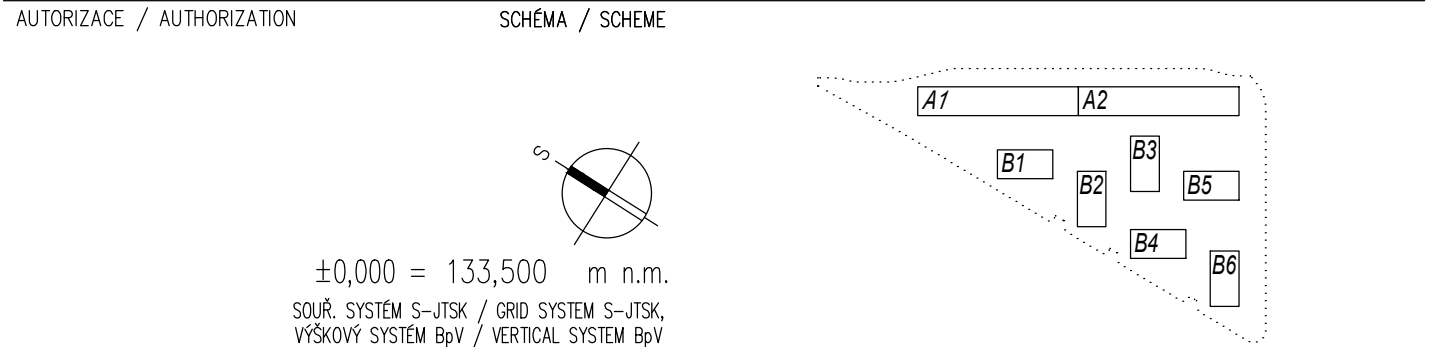 AUTORIZACE / AUTHORIZATION
SCHÉMA / SCHEME
A1
A2
B1
B2
B3
B5
B4
B6
S
±0,000 = 133,500 m n.m.
SOUŘ. SYSTÉM S-JTSK / GRID SYSTEM S-JTSK,
VÝŠKOVÝ SYSTÉM BpV / VERTICAL SYSTEM BpV